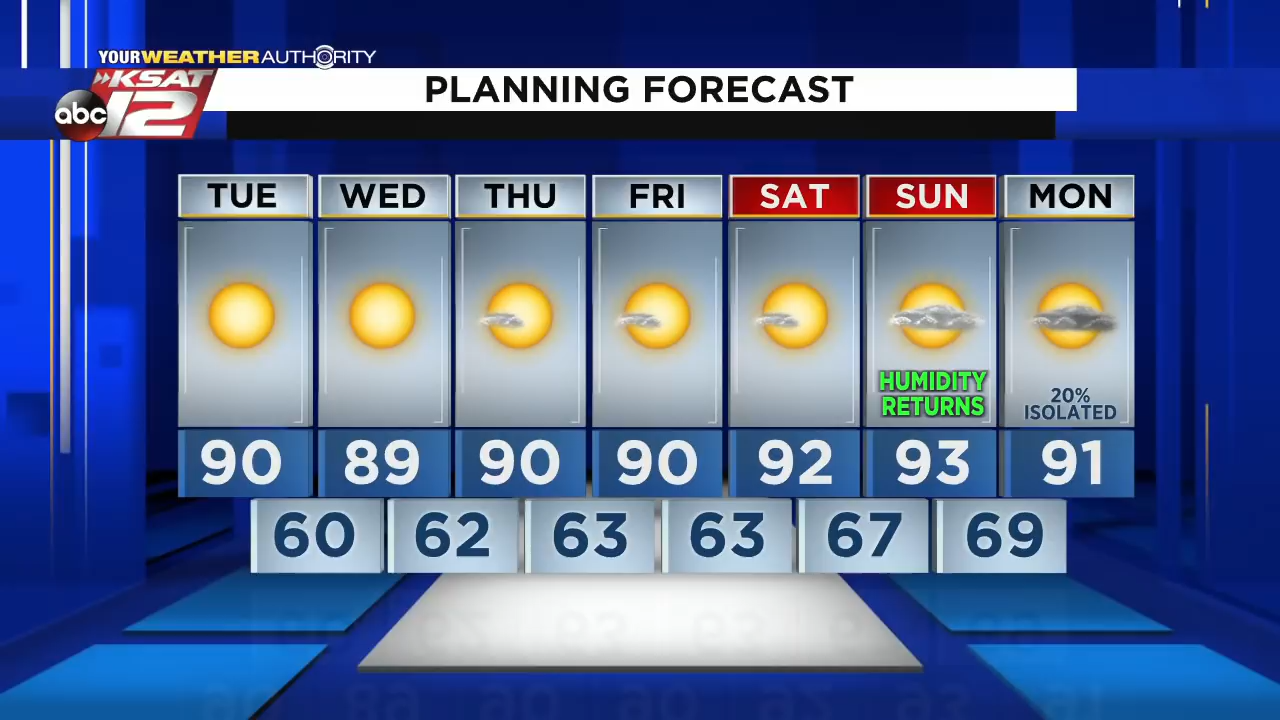 YOURWEATHERAUTHORITY
KSAT
abc 12
PLANNING FORECAST
TUE WED THU FRI SAT SUN MON
HUMIDITY
RETURNS
20%
ISOLATED
90 89 90 90 92 93 91
60 62 63 63 67 69